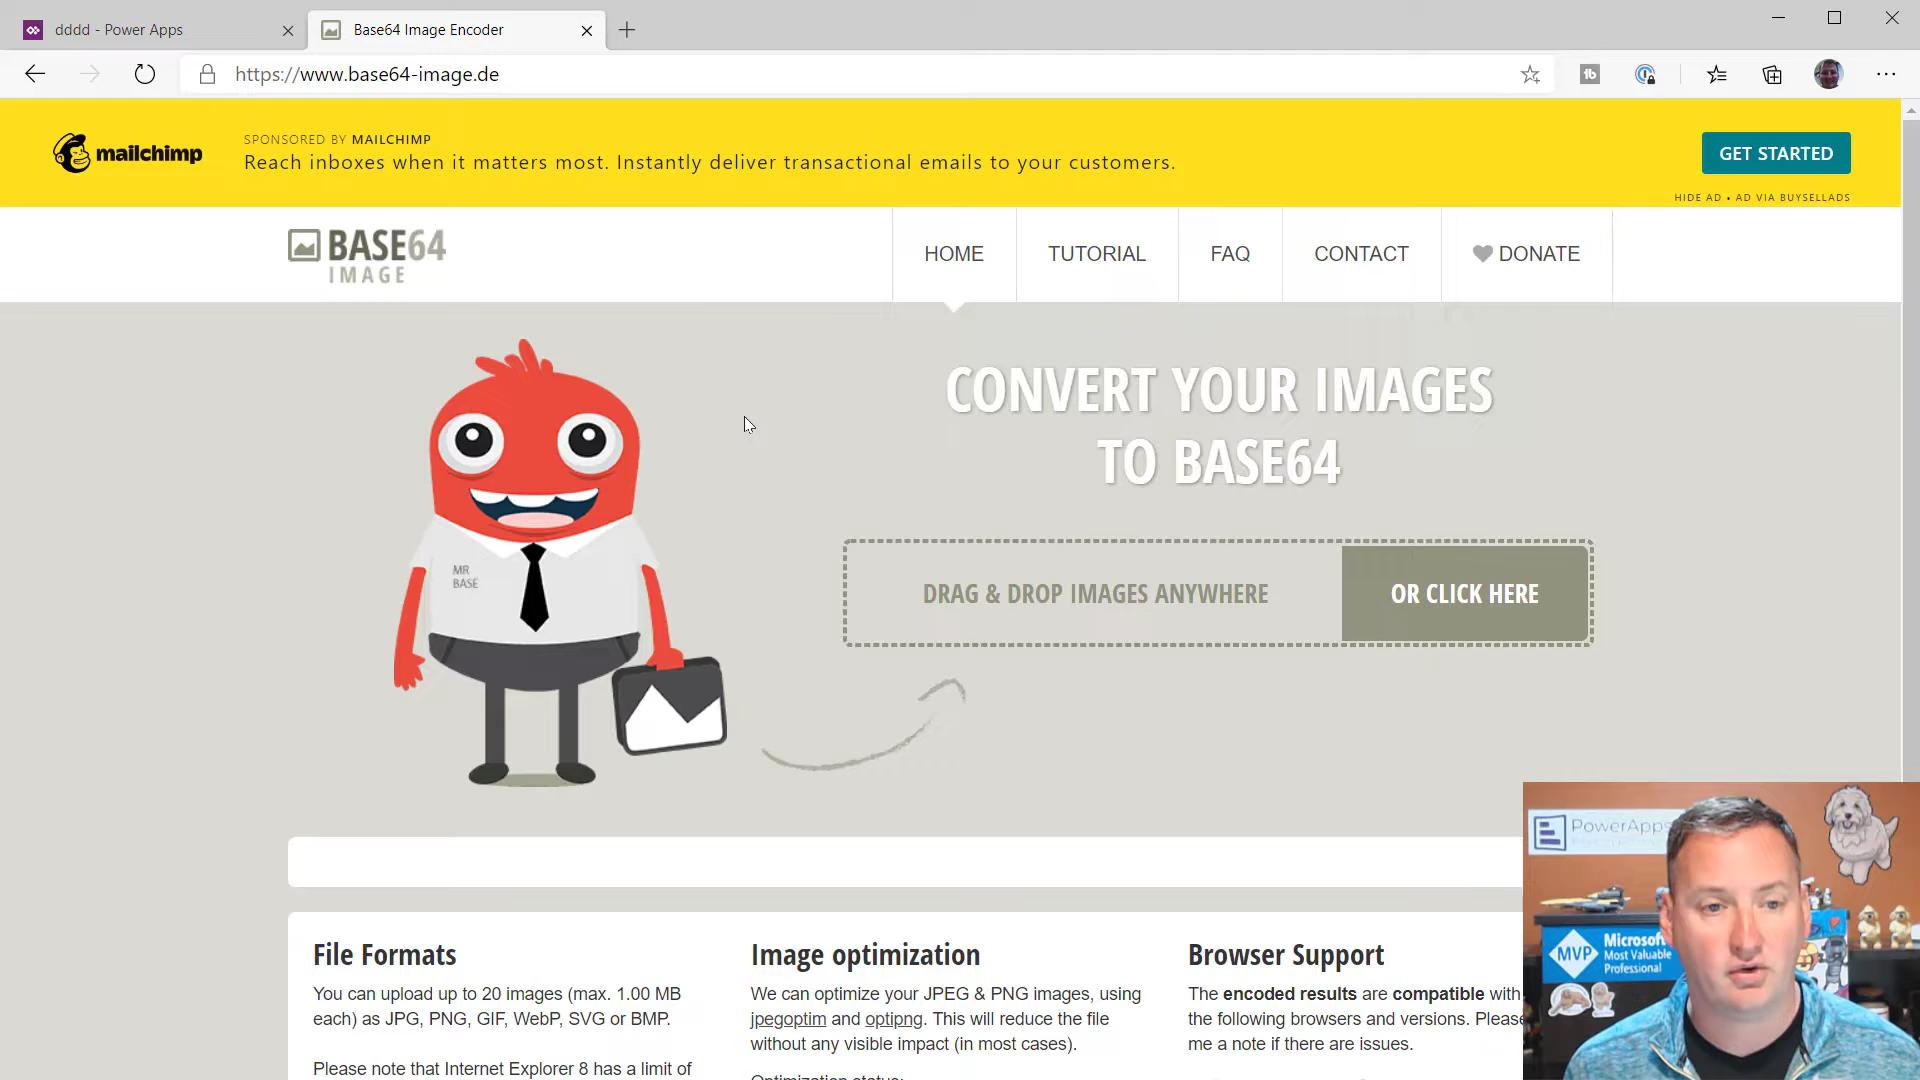 dddd - Power Apps
Base64 Image Encoder
https://www.base64-image.de
mailchimp
SPONSORED BY MAILCHIMP
Reach inboxes when it matters most. Instantly deliver transactional emails to your customers.
GET STARTED
HIDE AD • AD VIA BUYSELLADS
BASE64
IMAGE
HOME
TUTORIAL
FAQ
CONTACT
DONATE
CONVERT YOUR IMAGES
TO BASE64
MR
BASE
DRAG & DROP IMAGES ANYWHERE
OR CLICK HERE
File Formats
You can upload up to 20 images (max. 1.00 MB
each) as JPG, PNG, GIF, WebP, SVG or BMP.
Please note that Internet Explorer 8 has a limit of
Image optimization
We can optimize your JPEG & PNG images, using
jpegoptim and optipng. This will reduce the file
without any visible impact (in most cases).
Optimization status:
Browser Support
The encoded results are compatible with
the following browsers and versions. Please
me a note if there are issues.
PowerApps
MVP
Microsoft
Most Valuable
Professional